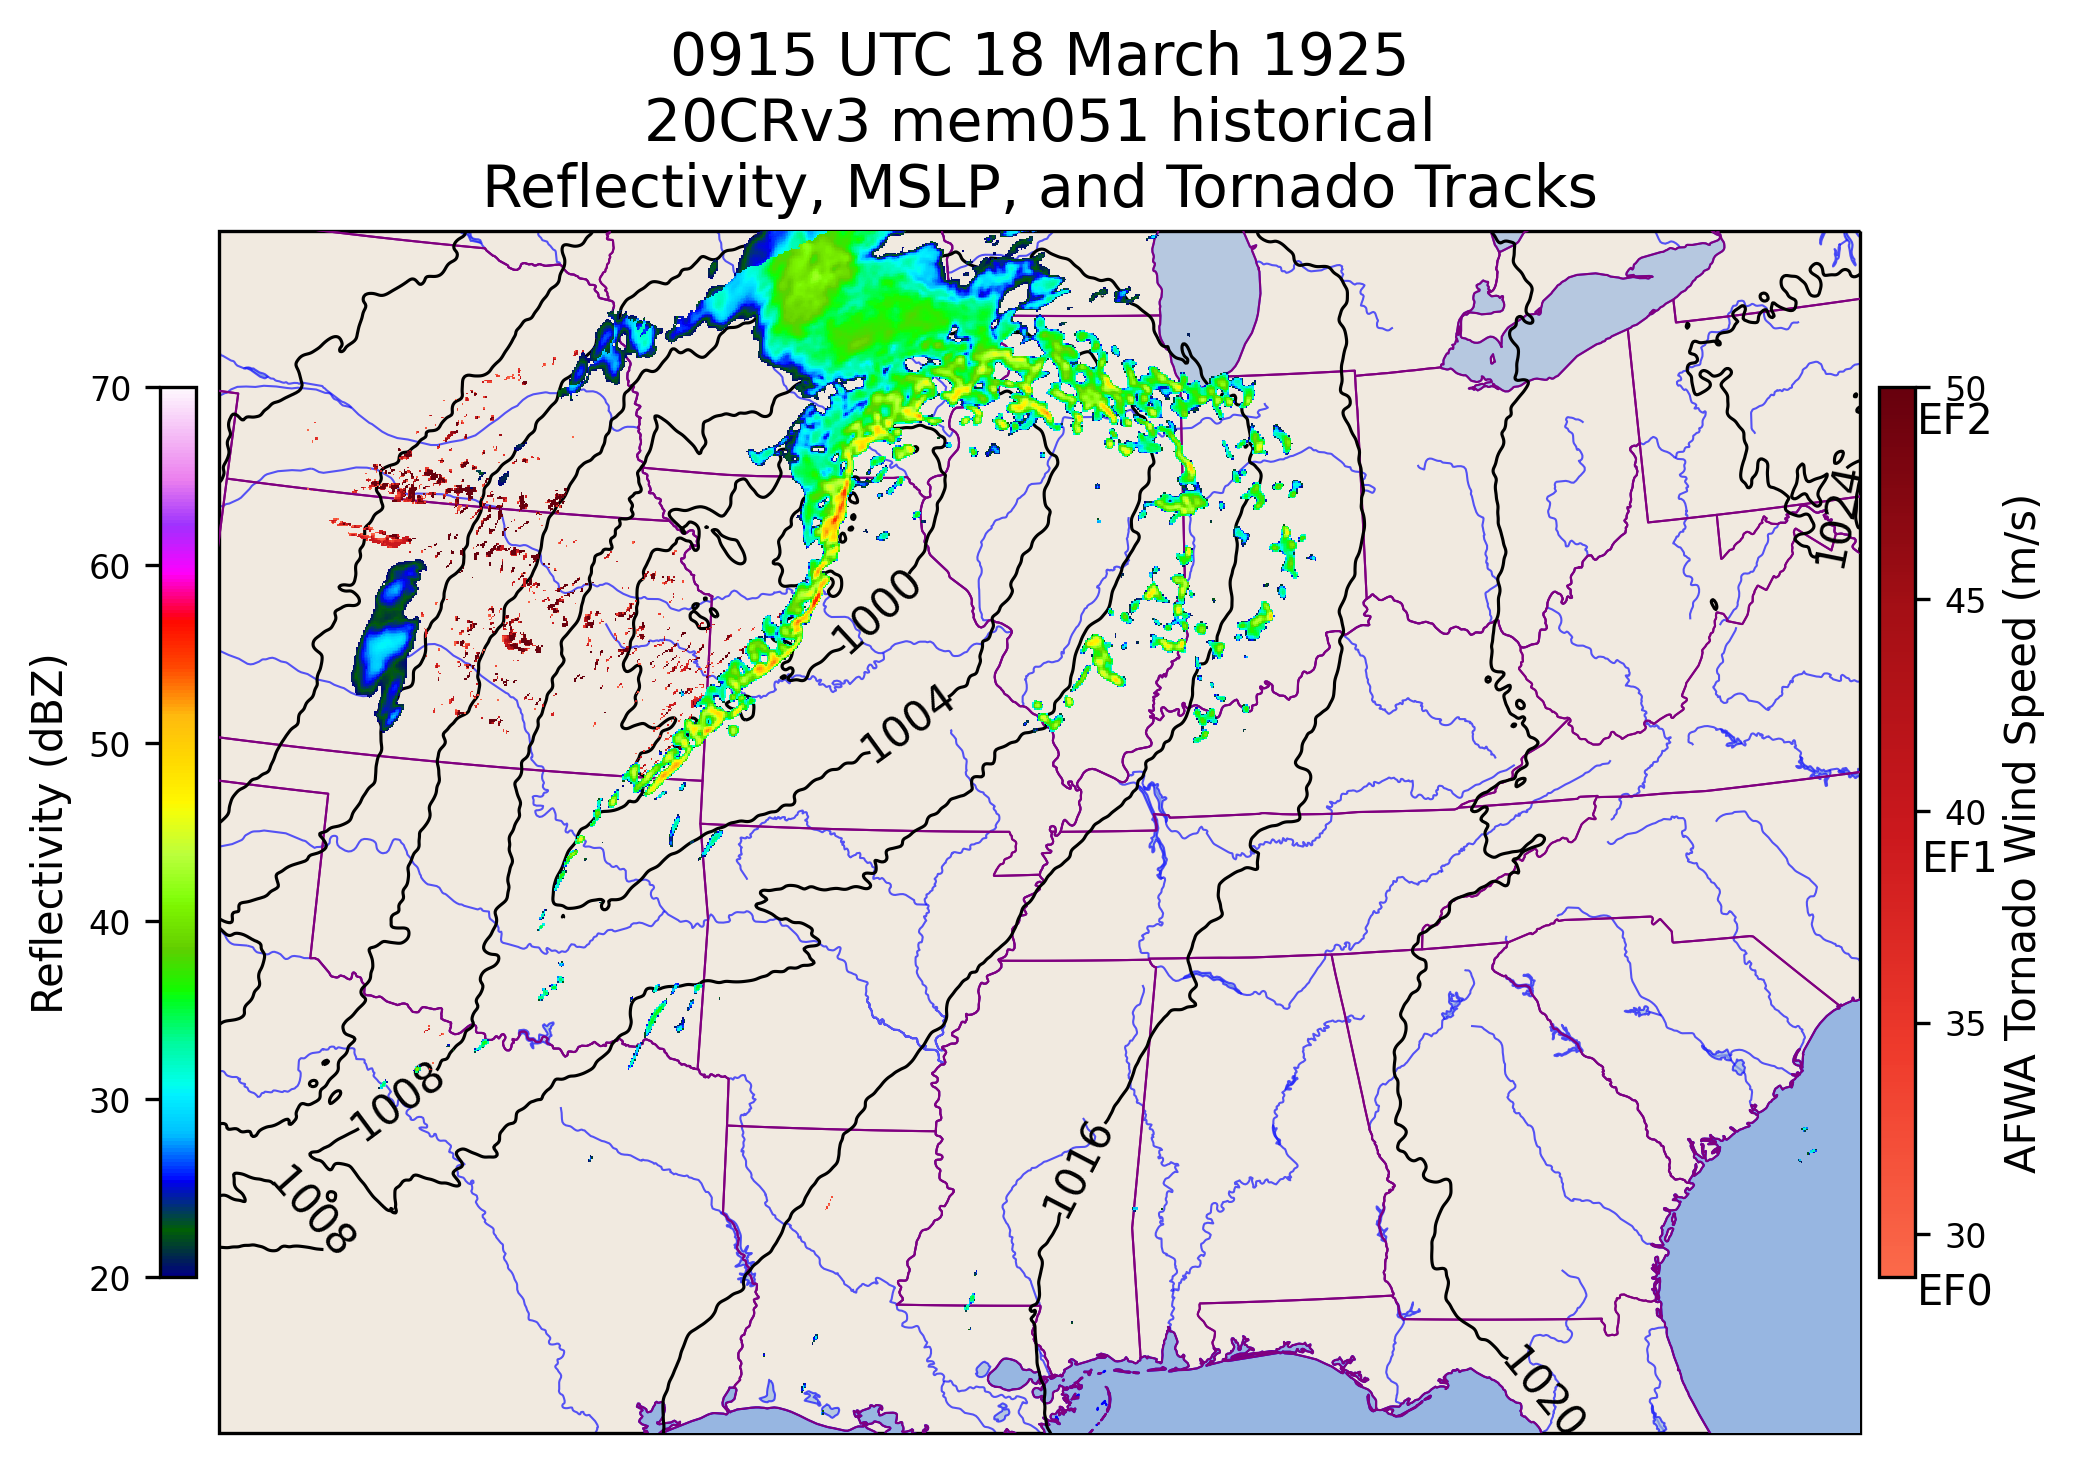 0915 UTC 18 March 1925
20CRv3 mem051 historical
Reflectivity, MSLP, and Tornado Tracks
Reflectivity (dBZ)
70
60
50
40
30
20
1000
1004
1008
1008
1016
1020
1024
50
EF2
45
40
EF1
35
30
EF0
AFWA Tornado Wind Speed (m/s)